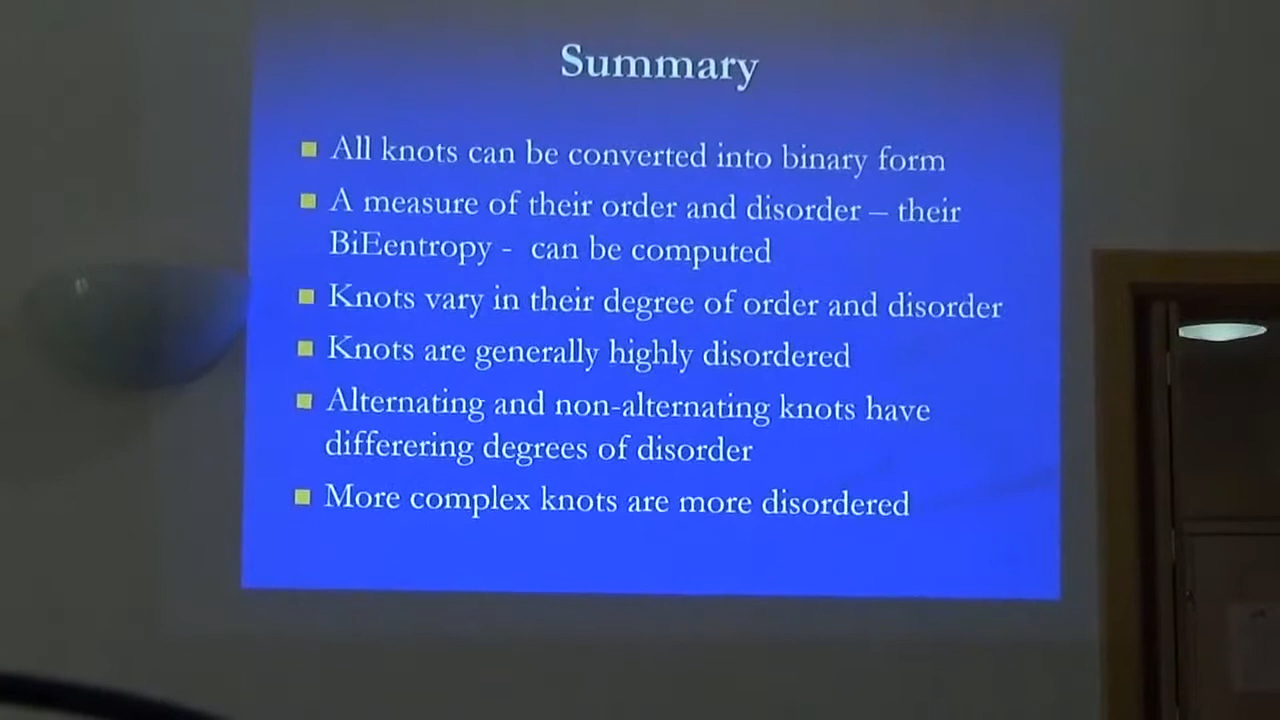 Summary
All knots can be converted into binary form
A measure of their order and disorder – their
BiEentropy - can be computed
Knots vary in their degree of order and disorder
Knots are generally highly disordered
Alternating and non-alternating knots have
differering degrees of disorder
More complex knots are more disordered